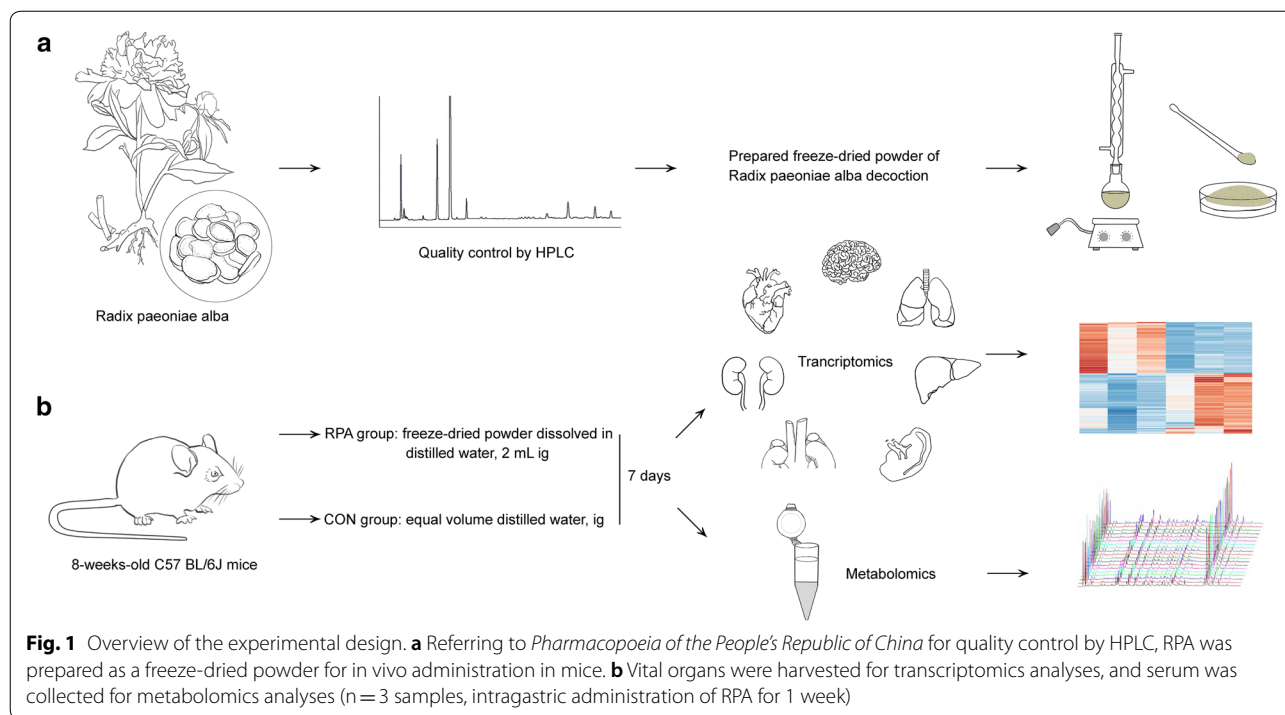 a
Prepared freeze-dried powder of
Radix paeoniae alba decoction
Quality control by HPLC
Radix paeoniae alba
Trancriptomics
b
RPA group: freeze-dried powder dissolved in
distilled water, 2 mL ig
7 days
CON group: equal volume distilled water, ig
8-weeks-old C57 BL/6J mice
Metabolomics
Fig. 1 Overview of the experimental design. a Referring to Pharmacopoeia of the People's Republic of China for quality control by HPLC, RPA was
prepared as a freeze-dried powder for in vivo administration in mice. b Vital organs were harvested for transcriptomics analyses, and serum was
collected for metabolomics analyses (n = 3 samples, intragastric administration of RPA for 1 week)